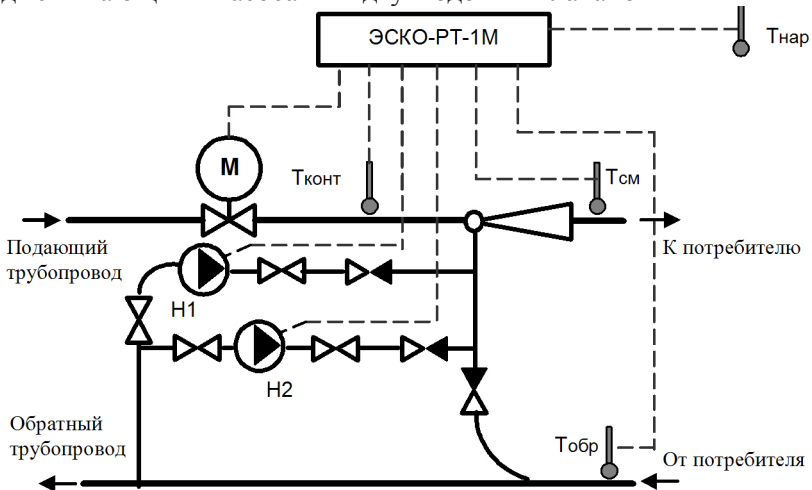 ЭСКО-РТ-1М
Тнар
М
Тконт
Тсм
Подающий
трубопровод
К потребителю
Н1
Н2
Обратный
трубопровод
Тобр
От потребителя